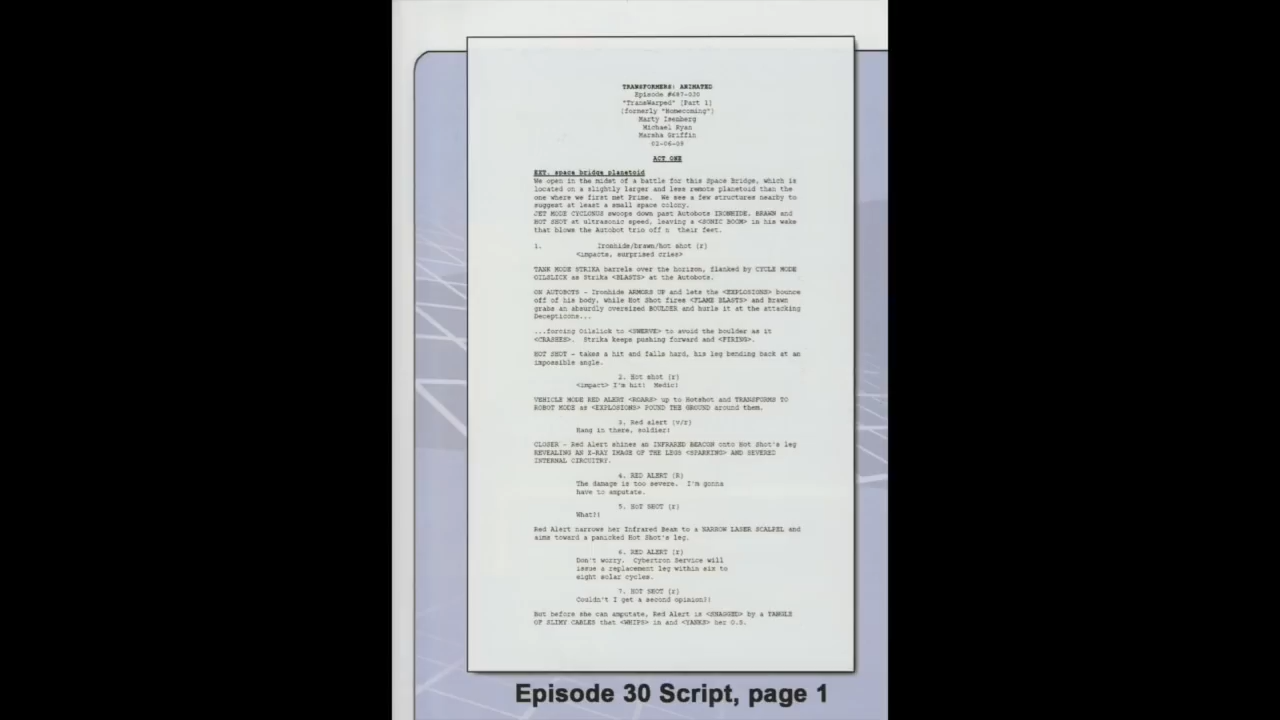 TRANSFORMERS: ANIMATED
Episode #687-030
"TransWarped" [Part 1]
(formerly "Homecoming")
Marty Isenberg
Michael Ryan
Marsha Griffin
02-06-08
ACT ONE
EXT. space bridge planetoid
We open in the midst of a battle for this Space Bridge, which is
located on a slightly larger and less remote planetoid than the
one where we first met Prime. We see a few structures nearby to
suggest at least a small space colony.
JET MODE CYCLONUS swoops down past Autobots IRONHIDE, BRAWN and
HOT SHOT at ultrasonic speed, leaving a <SONIC BOOM> in his wake
that blows the Autobot trio off o their feet.
1. Ironhide/brawn/hot shot (r)
<impacts, surprised cries>
TANK MODE STRIKA barrels over the horizon, flanked by CYCLE MODE
OILSLICK as Strika <BLASTS> at the Autobots.
ON AUTOBOTS - Ironhide ARMORS UP and lets the <EXPLOSIONS> bounce
off of his body, while Hot Shot fires <FLAME BLASTS> and Brawn
grabs an absurdly oversized BOULDER and hurls it at the attacking
Decepticons...
...forcing Oilslick to <SWERVE> to avoid the boulder as it
<CRASHES>. Strika keeps pushing forward and <FIRING>.
HOT SHOT - takes a hit and falls hard, his leg bending back at an
impossible angle.
2. Hot shot (r)
<impact> I'm hit! Medic!
VEHICLE MODE RED ALERT <ROARS> up to Hotshot and TRANSFORMS TO
ROBOT MODE as <EXPLOSIONS> POUND THE GROUND around them.
3. Red alert (v/r)
Hang in there, soldier!
CLOSER - Red Alert shines an INFRARED BEACON onto Hot Shot's leg
REVEALING AN X-RAY IMAGE OF THE LEGS <SPARKING> AND SEVERED
INTERNAL CIRCUITRY.
4. RED ALERT (R)
The damage is too severe. I'm gonna
have to amputate.
5. HOT SHOT (r)
What?!
Red Alert narrows her Infrared Beam to a NARROW LASER SCALPEL and
aims toward a panicked Hot Shot's leg.
6. RED ALERT (r)
Don't worry. Cybertron Service will
issue a replacement leg within six to
eight solar cycles.
7. HOT SHOT (r)
Couldn't I get a second opinion?!
But before she can amputate, Red Alert is <SNAGGED> by a TANGLE
OF SLIMY CABLES that <WHIPS> in and <YANKS> her O.S.
Episode 30 Script, page 1